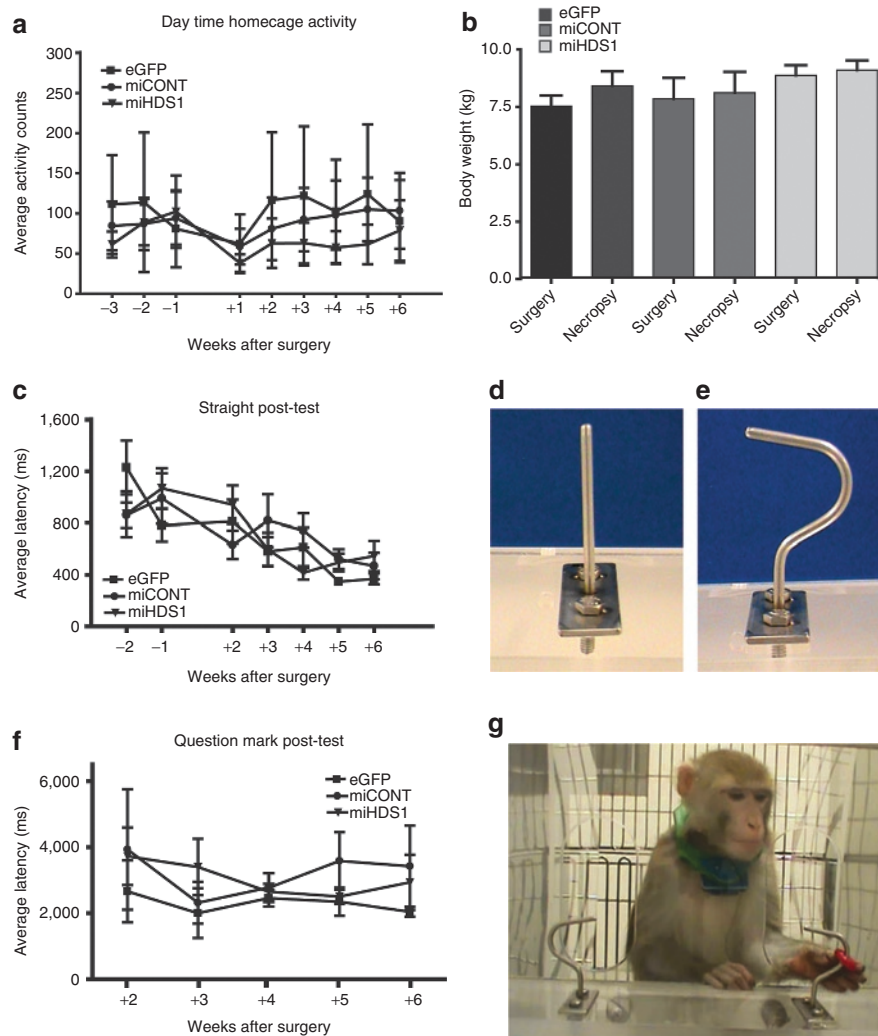 a
Day time homecage activity
Average activity counts
300
250
200
150
100
50
0
eGFP
miCONT
miHDS1
−3 −2 −1 +1 +2 +3 +4 +5 +6
Weeks after surgery
b
eGFP
miCONT
miHDS1
Body weight (kg)
10.0
7.5
5.0
2.5
0.0
Surgery Necropsy Surgery Necropsy Surgery Necropsy
c
Straight post-test
Average latency (ms)
1,600
1,200
800
400
0
eGFP
miCONT
miHDS1
−2 −1 +2 +3 +4 +5 +6
Weeks after surgery
d
e
f
Question mark post-test
Average latency (ms)
6,000
4,000
2,000
0
eGFP
miCONT
miHDS1
+2 +3 +4 +5 +6
Weeks after surgery
g